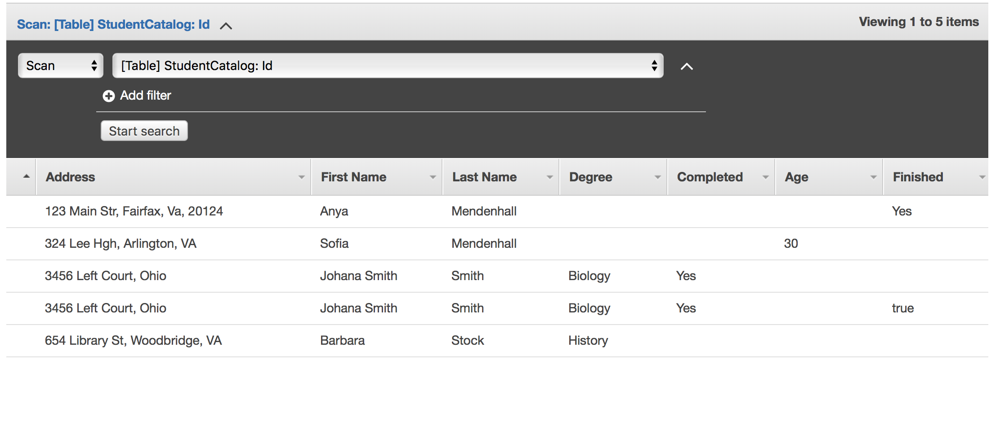 Scan: [Table] StudentCatalog: Id
Viewing 1 to 5 items
Scan [Table] StudentCatalog: Id
Add filter
Start search
Address First Name Last Name Degree Completed Age Finished
123 Main Str, Fairfax, Va, 20124 Anya Mendenhall Yes
324 Lee Hgh, Arlington, VA Sofia Mendenhall 30
3456 Left Court, Ohio Johana Smith Smith Biology Yes
3456 Left Court, Ohio Johana Smith Smith Biology Yes true
654 Library St, Woodbridge, VA Barbara Stock History